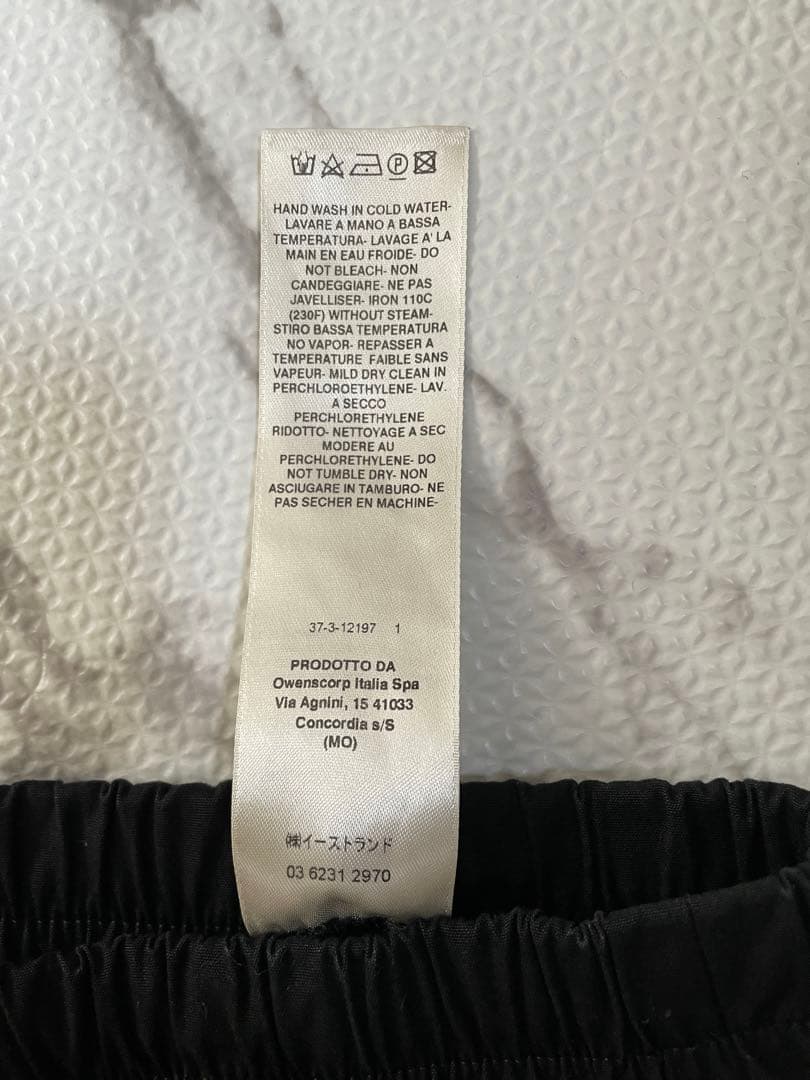 HAND WASH IN COLD WATER-
LAVARE A MANO A BASSA
TEMPERATURA- LAVAGE A' LA
MAIN EN EAU FROIDE- DO
NOT BLEACH- NON
CANDEGGIARE- NE PAS
JAVELLISER- IRON 110C
(230F) WITHOUT STEAM-
STIRO BASSA TEMPERATURA
NO VAPOR- REPASSER A
TEMPERATURE FAIBLE SANS
VAPEUR- MILD DRY CLEAN IN
PERCHLOROETHYLENE- LAV.
A SECCO
PERCHLORETHYLENE
RIDOTTO- NETTOYAGE A SEC
MODERE AU
PERCHLORETHYLENE- DO
NOT TUMBLE DRY- NON
ASCIUGARE IN TAMBURO- NE
PAS SECHER EN MACHINE-
37-3-12197 1
PRODOTTO DA
Owenscorp Italia Spa
Via Agnini, 15 41033
Concordia s/S
(MO)
㈱イーストランド
03 6231 2970